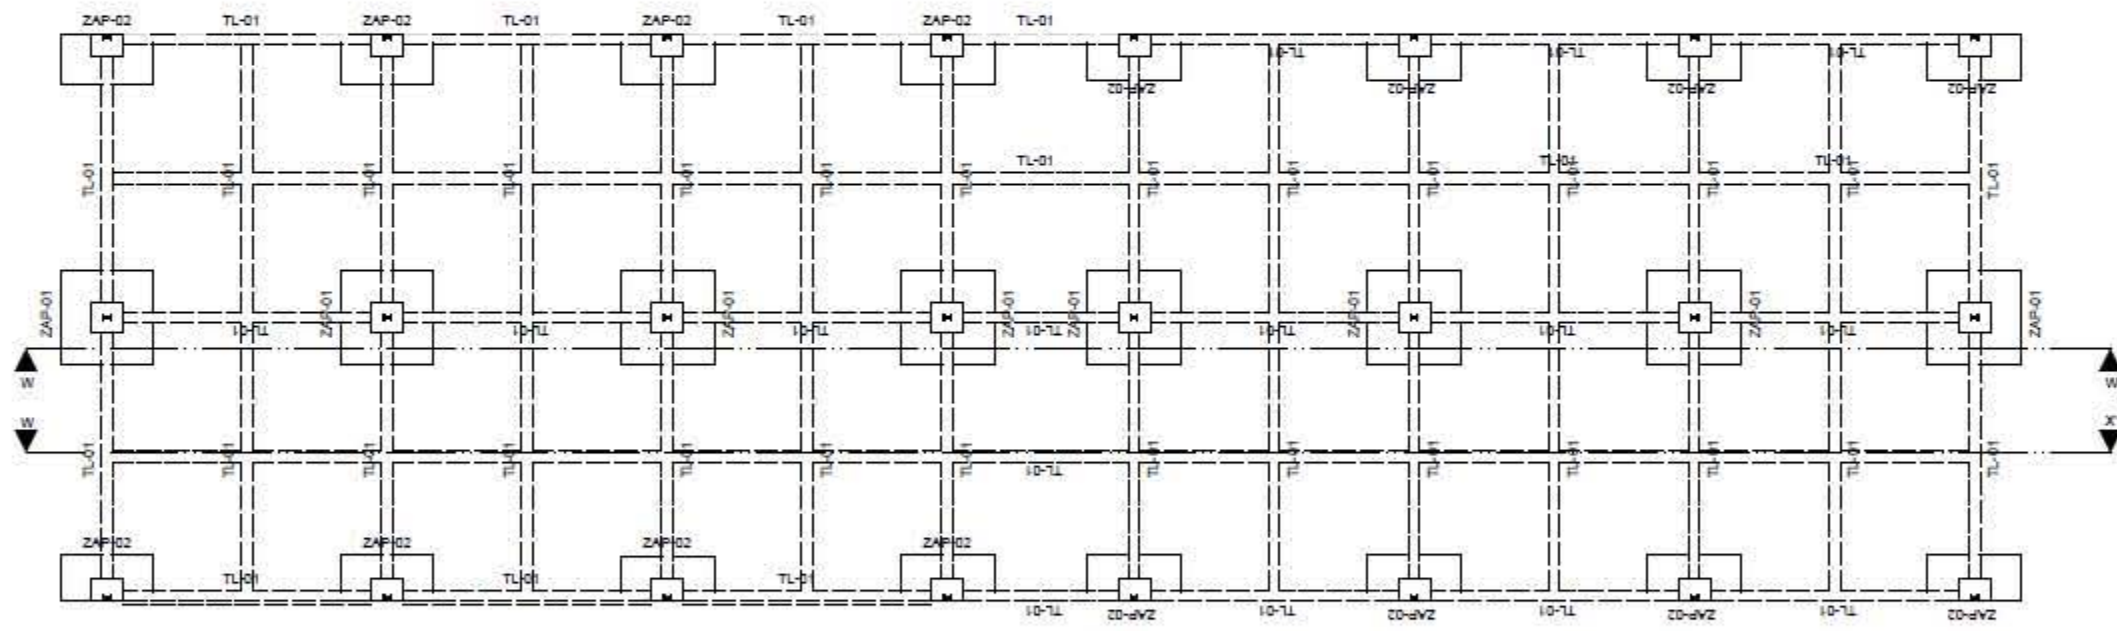 ZAP-02 TL-01 ZAP-02 TL-01 ZAP-02 TL-01 ZAP-02 TL-01
TL-01 TL-01 TL-01
ZAP-02 ZAP-02 ZAP-02 ZAP-02
TL-01 TL-01 TL-01
TL-01 TL-01 TL-01 TL-01 TL-01 TL-01 TL-01 TL-01 TL-01 TL-01 TL-01 TL-01 TL-01 TL-01
ZAP-01 ZAP-01 ZAP-01 ZAP-01 ZAP-01 ZAP-01 ZAP-01 ZAP-01
TL-01 TL-01 TL-01 TL-01 TL-01 TL-01 TL-01
W W
W X
TL-01 TL-01 TL-01 TL-01 TL-01 TL-01 TL-01 TL-01 TL-01 TL-01 TL-01 TL-01 TL-01 TL-01
TL-01
ZAP-02 ZAP-02 ZAP-02 ZAP-02
TL-01 TL-01 TL-01
TL-01 ZAP-02 TL-01 ZAP-02 TL-01 ZAP-02 TL-01 ZAP-02